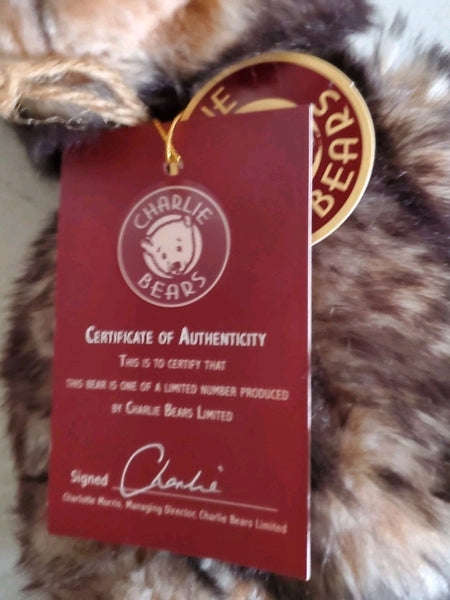 CHARLIE
BEARS
CERTIFICATE OF AUTHENTICITY
THIS IS TO CERTIFY THAT
THIS BEAR IS ONE OF A LIMITED NUMBER PRODUCED
BY CHARLIE BEARS LIMITED
Signed Charlie
Charlotte Morris, Managing Director, Charlie Bears Limited
BEARS